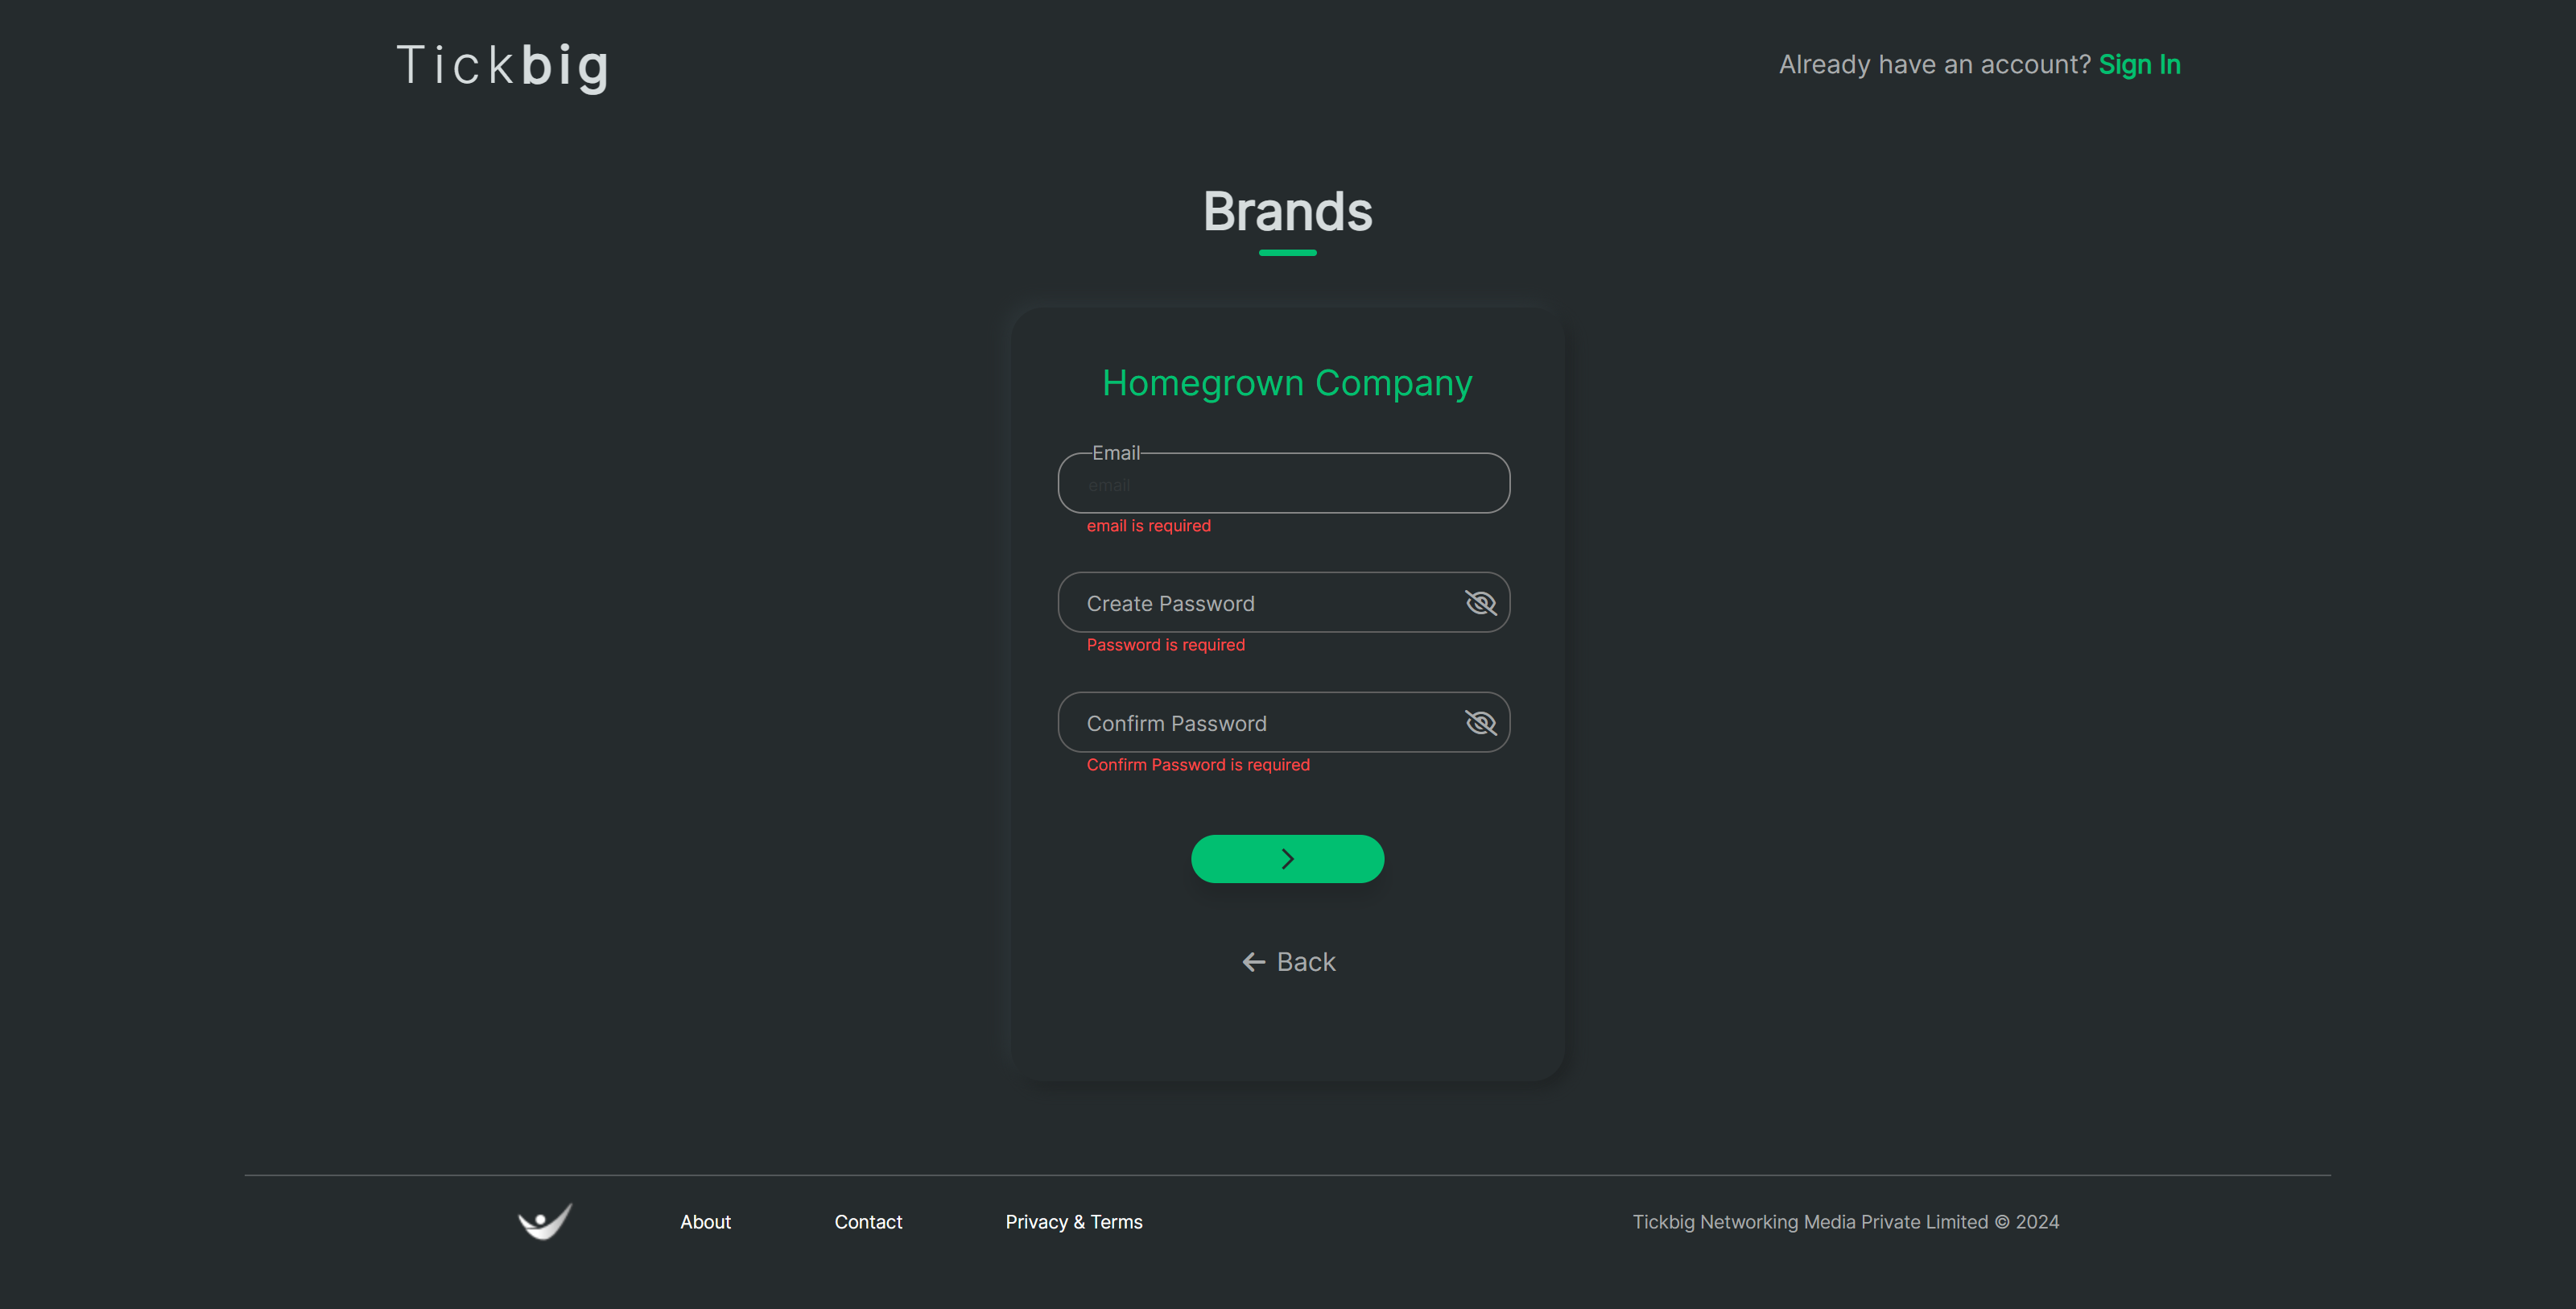 Tickbig
Already have an account? Sign In
Brands
Homegrown Company
Email
email
email is required
Create Password
Password is required
Confirm Password
Confirm Password is required
Back
About
Contact
Privacy & Terms
Tickbig Networking Media Private Limited © 2024